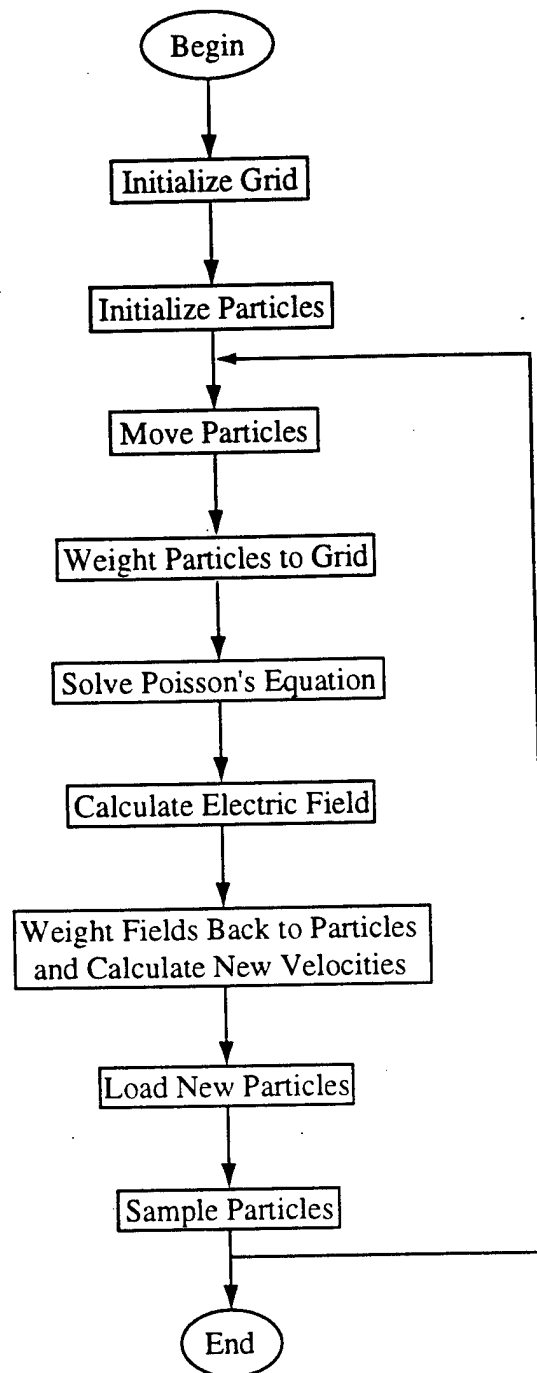 Begin
Initialize Grid
Initialize Particles
Move Particles
Weight Particles to Grid
Solve Poisson's Equation
Calculate Electric Field
Weight Fields Back to Particles
and Calculate New Velocities
Load New Particles
Sample Particles
End